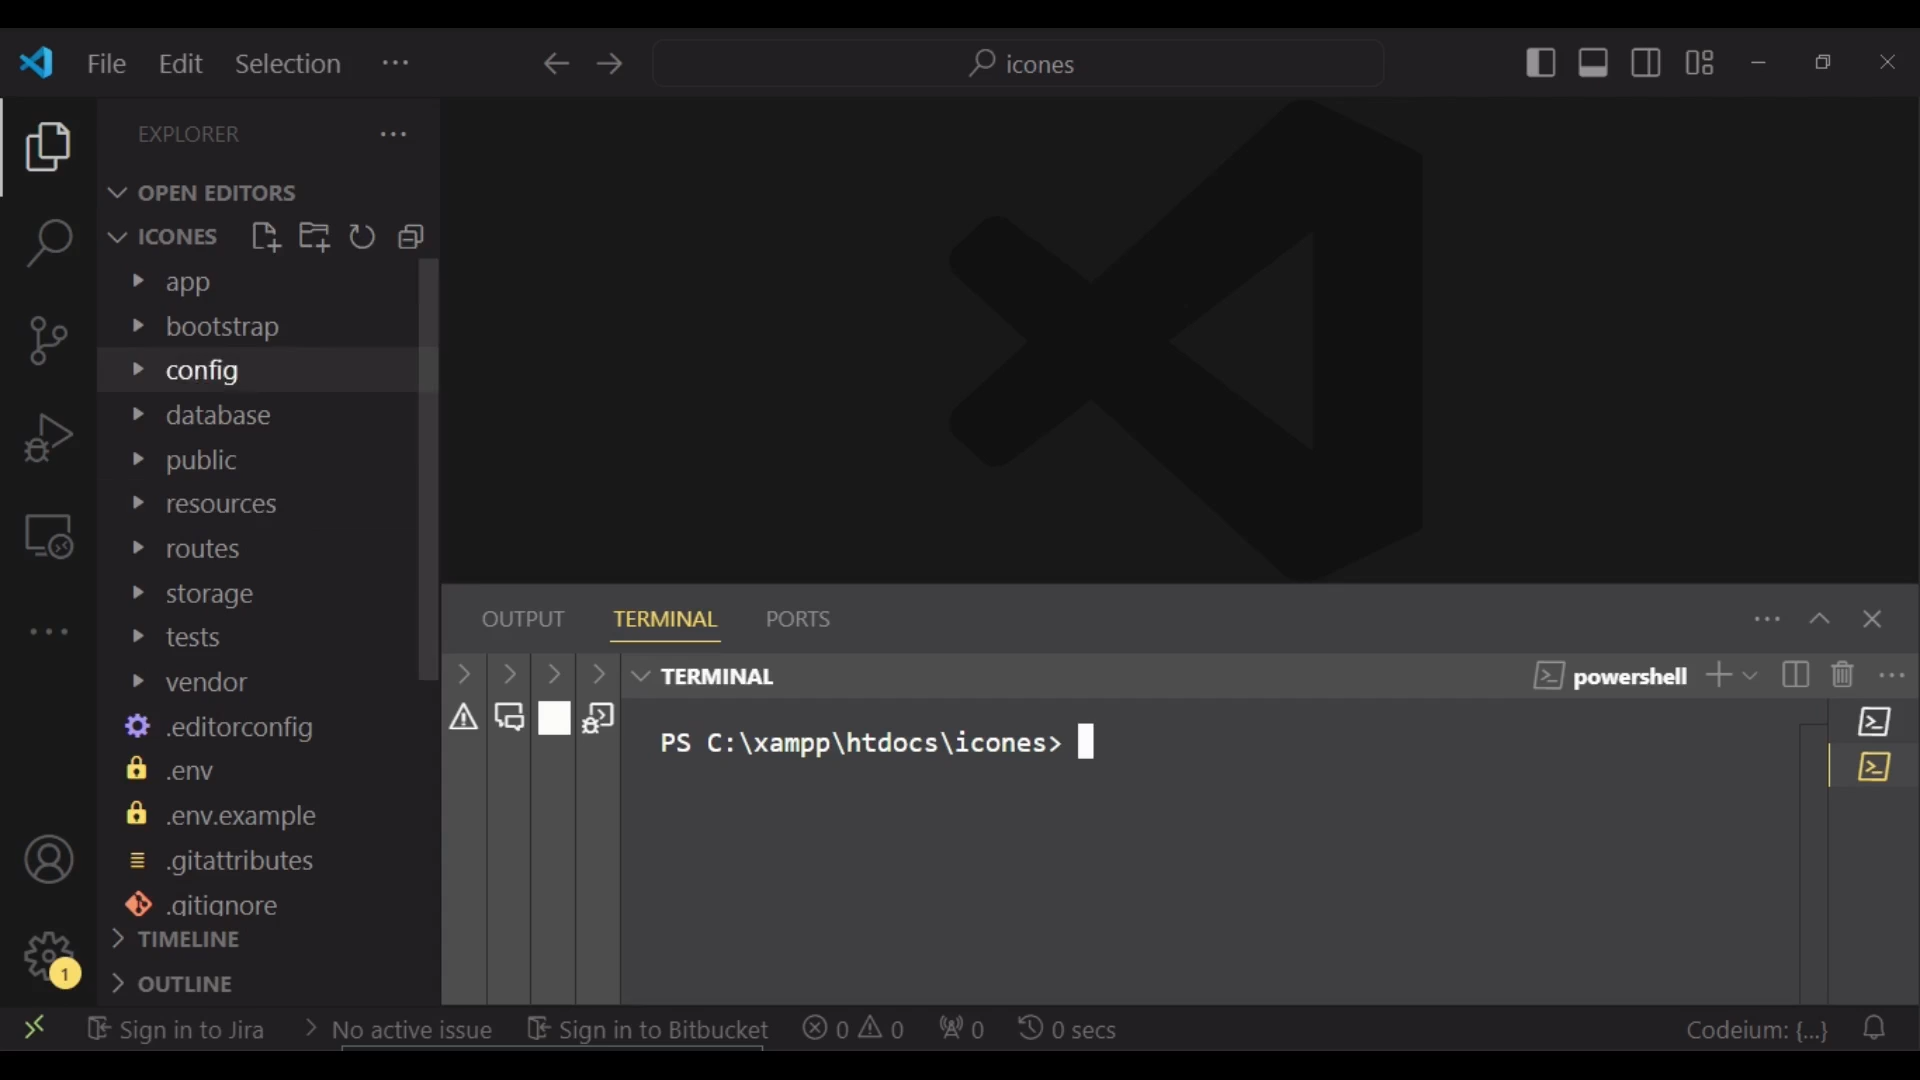 File Edit Selection ··· icones
EXPLORER
OPEN EDITORS
ICONES
app
bootstrap
config
database
public
resources
routes
storage
tests
vendor
.editorconfig
.env
.env.example
.gitattributes
.gitignore
TIMELINE
OUTLINE
1
OUTPUT TERMINAL PORTS
TERMINAL
powershell
PS C:\xampp\htdocs\icones>
Sign in to Jira No active issue Sign in to Bitbucket 0 0 0 0 secs Codeium: {...}